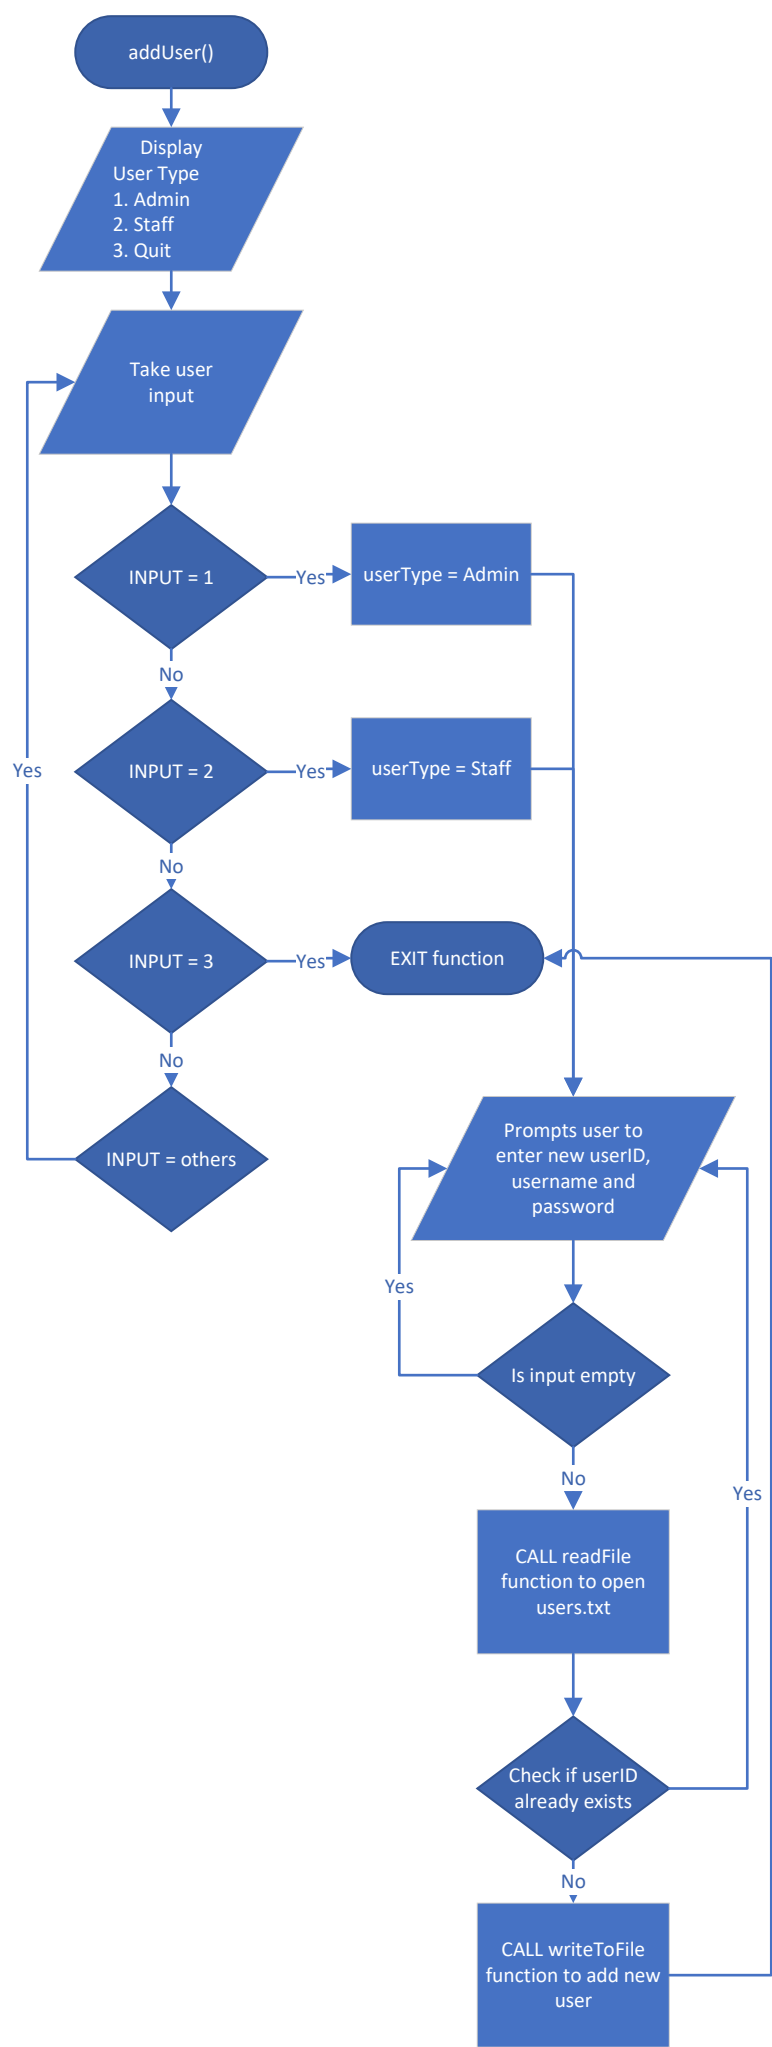 addUser()
Display
User Type
1. Admin
2. Staff
3. Quit
Take user
input
INPUT = 1
Yes
userType = Admin
No
INPUT = 2
Yes
userType = Staff
Yes
No
INPUT = 3
Yes
EXIT function
No
INPUT = others
Prompts user to
enter new userID,
username and
password
Yes
Is input empty
No
Yes
CALL readFile
function to open
users.txt
Check if userID
already exists
No
CALL writeToFile
function to add new
user